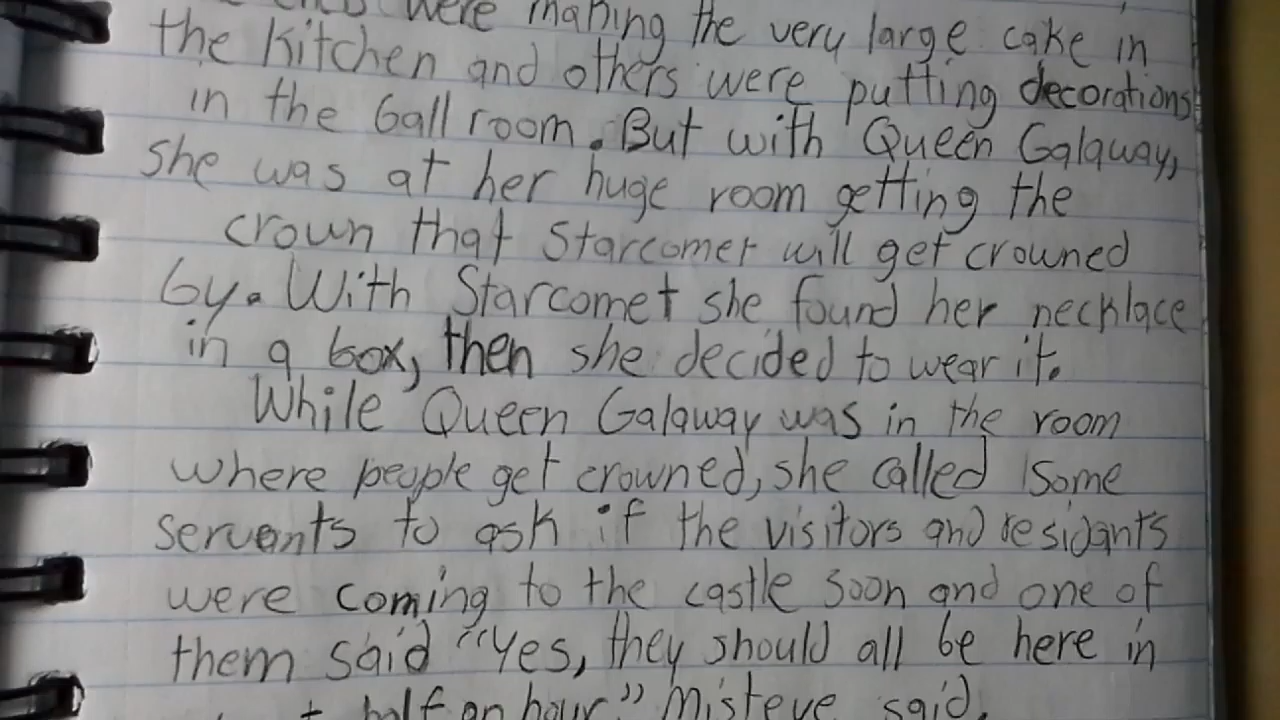 were making the very large cake in
the kitchen and others were putting decorations
in the ballroom. But with Queen Galaway,
she was at her huge room getting the
crown that Starcomet will get crowned
by. With Starcomet she found her necklace
in a box, then she decided to wear it.
While Queen Galaway was in the room
where people get crowned, she called some
servants to ask if the visitors and residants
were coming to the castle soon and one of
them said "Yes, they should all be here in
half an hour" Misteve said.